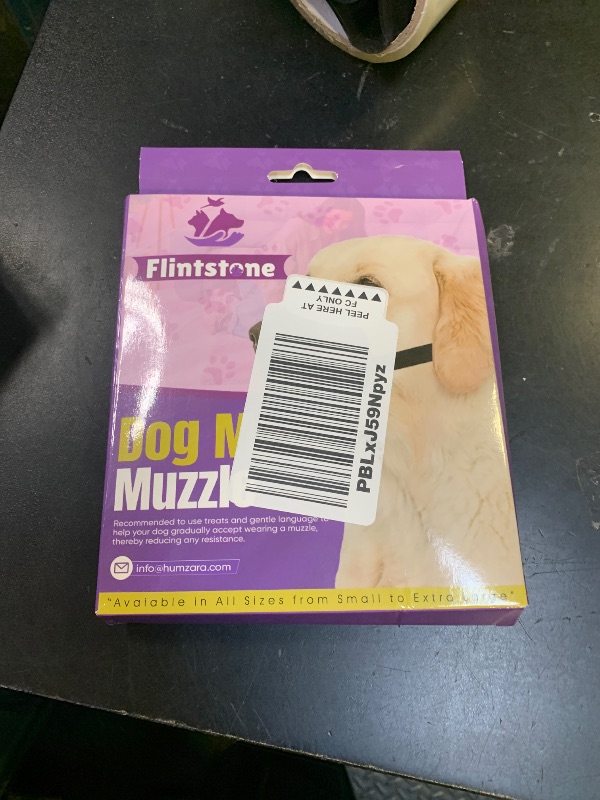 Flintstone
PEEL HERE AT
FC ONLY
PBLxJ59Npyz
Dog
Muzzle
Recommended to use treats and gentle language to
help your dog gradually accept wearing a muzzle,
thereby reducing any resistance.
info@humzara.com
"Avaiable in All Sizes from Small to Extra Large"